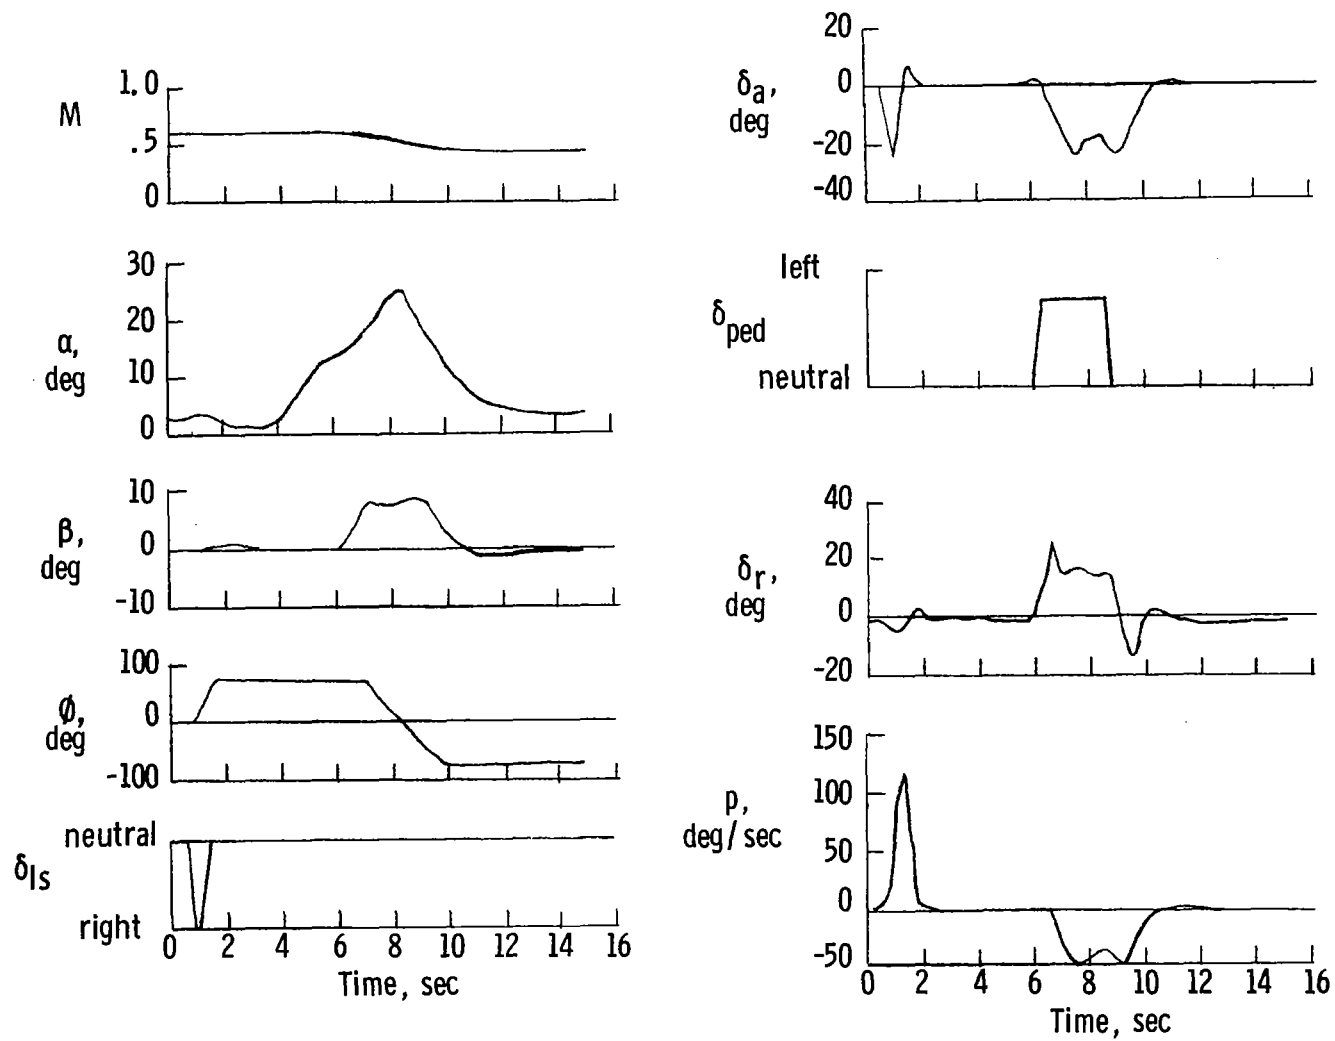 M
1.0
.5
0
α,
deg
30
20
10
0
β,
deg
10
0
-10
Ø,
deg
100
0
-100
δls
neutral
right
0 2 4 6 8 10 12 14 16
Time, sec
δa,
deg
20
0
-20
-40
δped
left
neutral
δr,
deg
40
20
0
-20
p,
deg/sec
150
100
50
0
-50
0 2 4 6 8 10 12 14 16
Time, sec